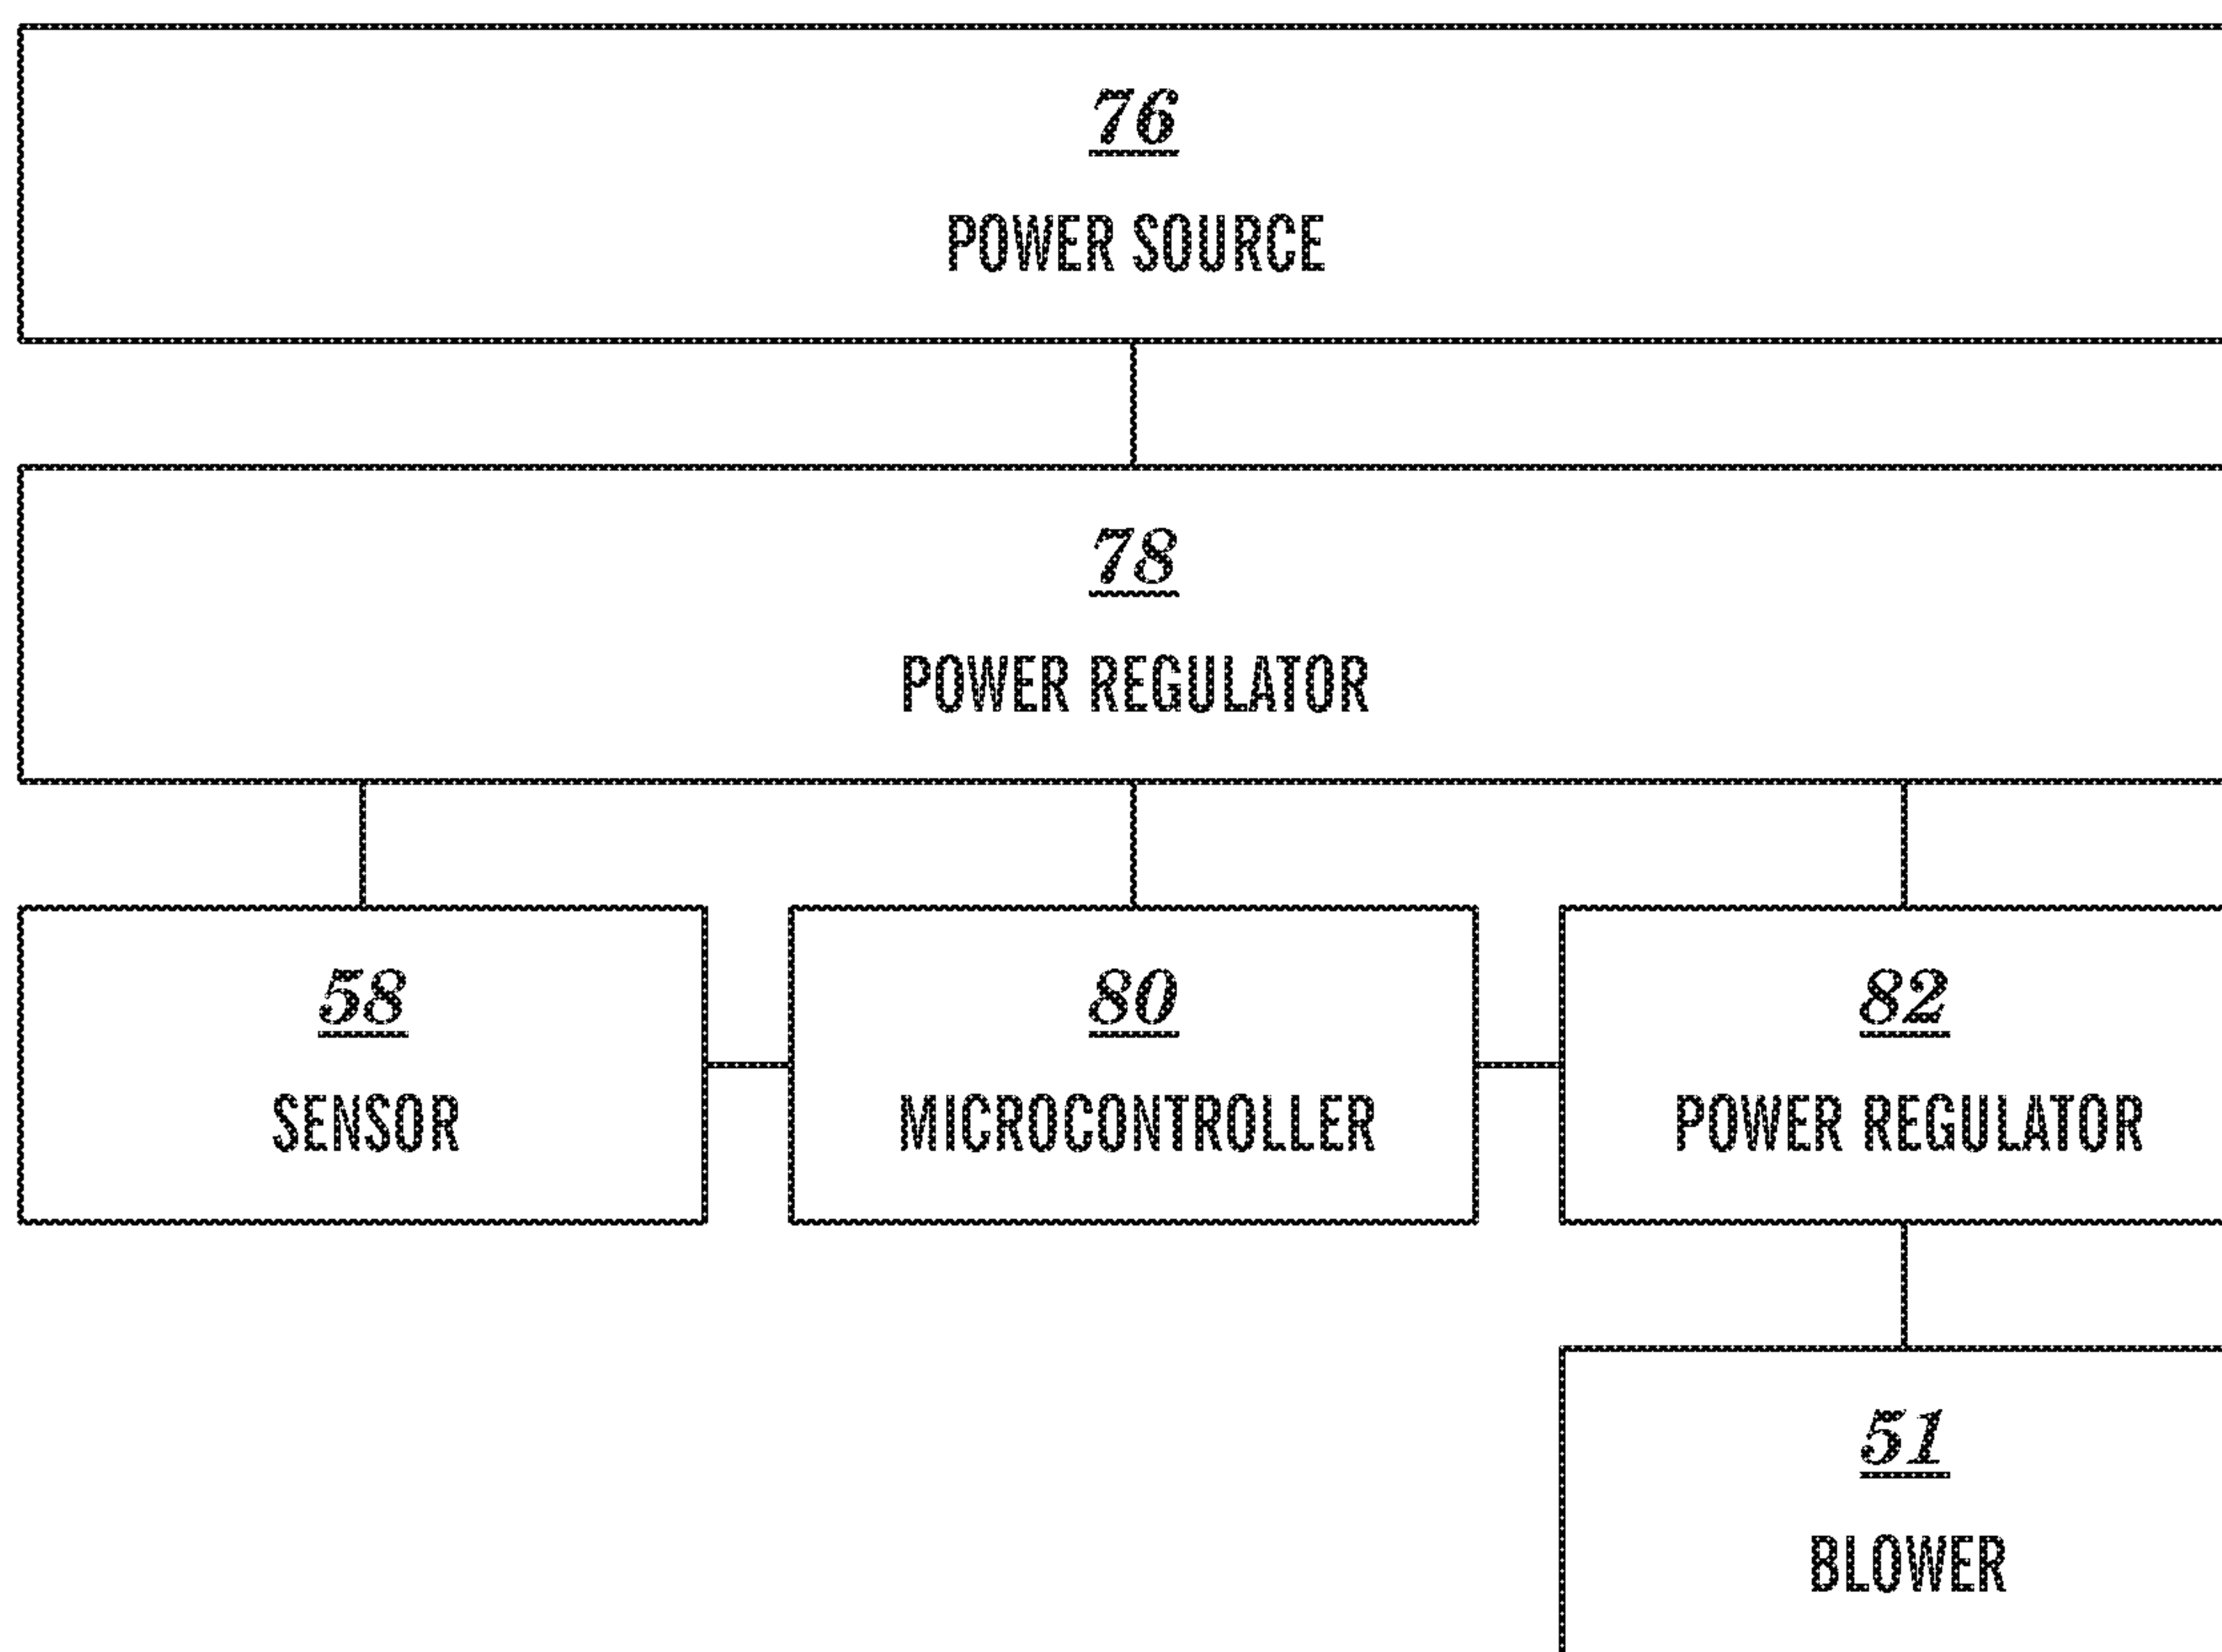 76
POWER SOURCE
78
POWER REGULATOR
58
SENSOR
80
MICROCONTROLLER
82
POWER REGULATOR
51
BLOWER